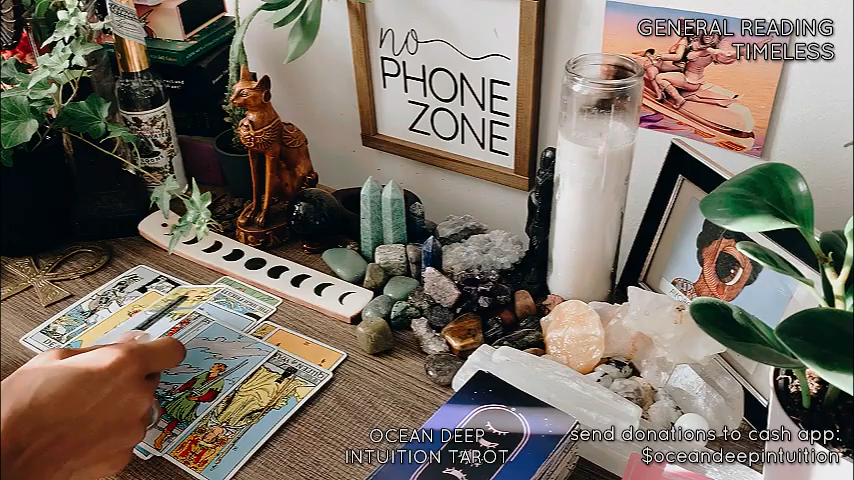 GENERAL READING
TIMELESS
no
PHONE
ZONE
OCEAN DEEP
INTUITION TAROT
send donations to cash app:
$oceandeepintuition